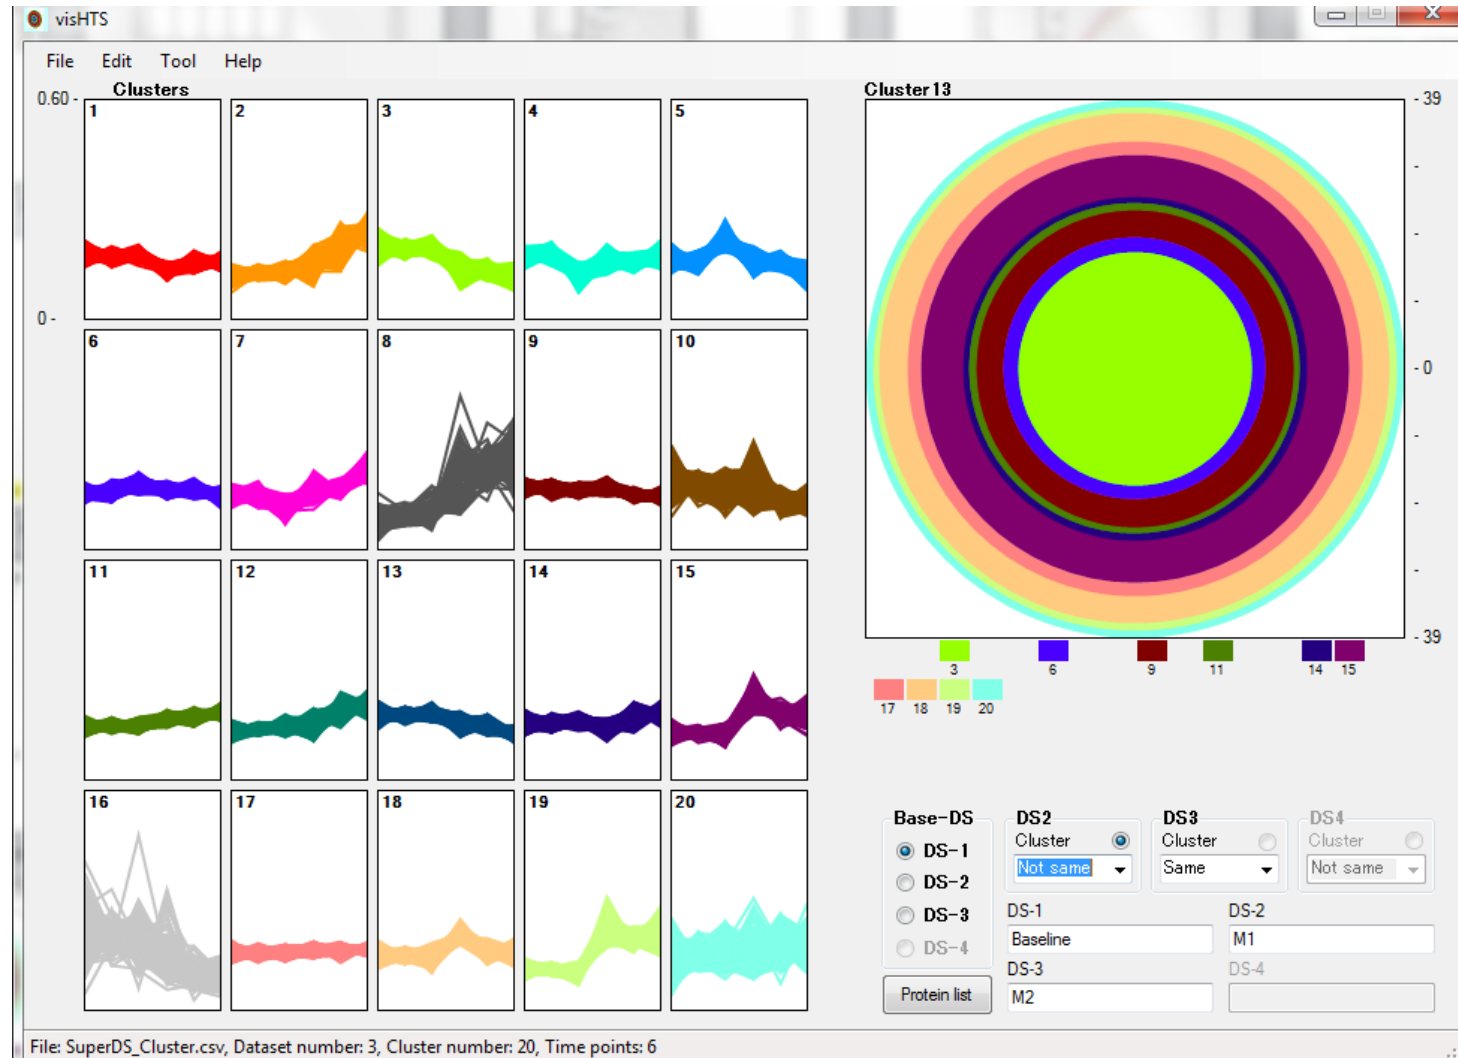 visHTS
File Edit Tool Help
Clusters
0.60 -
0 -
1 2 3 4 5
6 7 8 9 10
11 12 13 14 15
16 17 18 19 20
Cluster13
- 39
-
-
-
- 0
-
-
-
- 39
3 6 9 11 14 15
17 18 19 20
Base-DS
DS-1
DS-2
DS-3
DS-4
Protein list
DS2
Cluster
Not same
DS3
Cluster
Same
DS4
Cluster
Not same
DS-1
Baseline
DS-2
M1
DS-3
M2
DS-4
File: SuperDS_Cluster.csv, Dataset number: 3, Cluster number: 20, Time points: 6